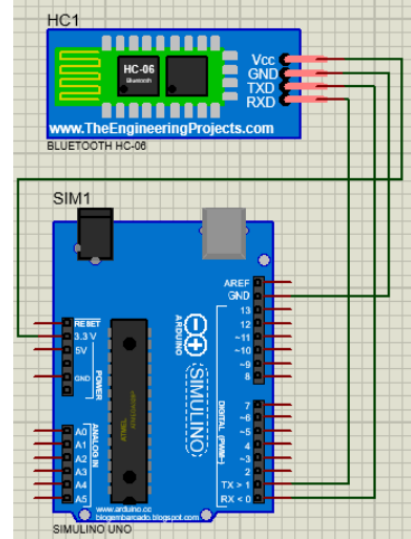 HC1
HC-06
Bluetooth
Vcc
GND
TXD
RXD
www.TheEngineeringProjects.com
BLUETOOTH HC-06
SIM1
AREF
GND
13
12
~11
~10
~9
8
RESET
3.3 V
5V
GND
POWER
ARDUINO
SIMULINO
DIGITAL (PWM~)
7
~6
~5
4
~3
2
TX > 1
RX < 0
ANALOG IN
A0
A1
A2
A3
A4
A5
ATMEL
www.arduino.cc
blogembarcado.blogspot.com
SIMULINO UNO